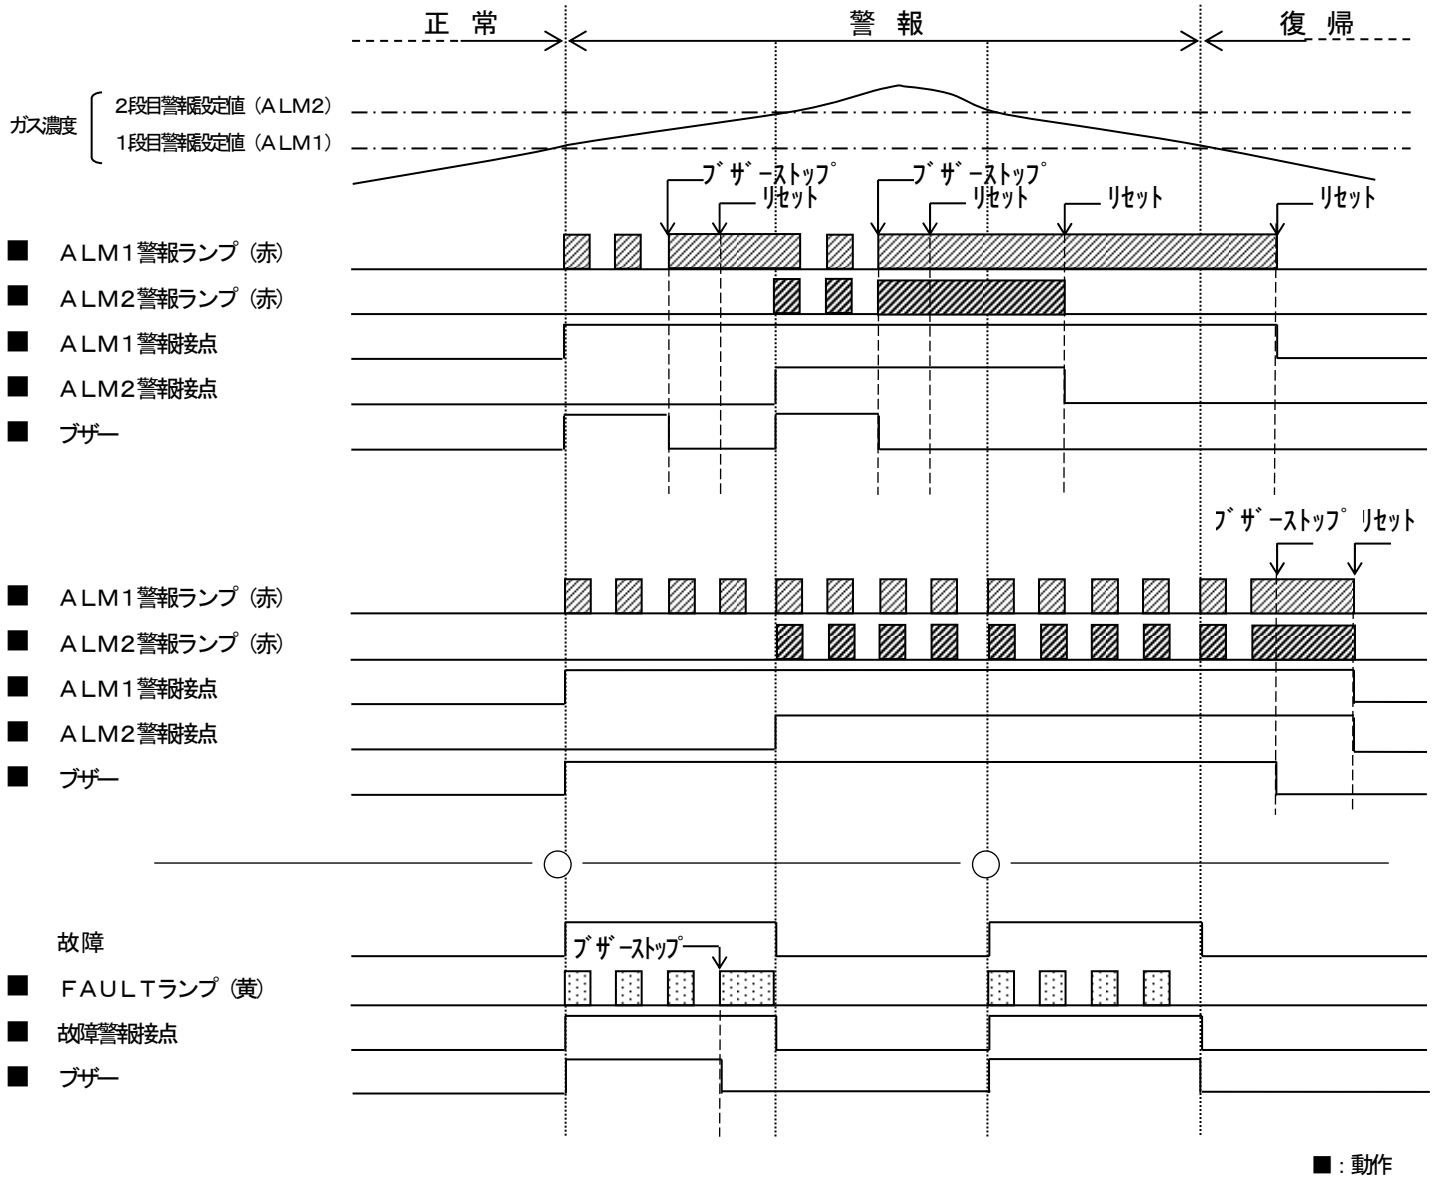 正 常
警 報
復 帰
ガス濃度
2段目警報設定値（ＡＬＭ2）
1段目警報設定値（ＡＬＭ1）
ﾌﾞｻﾞｰｽﾄｯﾌﾟ
ﾘｾｯﾄ
ﾌﾞｻﾞｰｽﾄｯﾌﾟ
ﾘｾｯﾄ
ﾘｾｯﾄ
ﾘｾｯﾄ
■ ＡＬＭ1警報ランプ（赤）
■ ＡＬＭ2警報ランプ（赤）
■ ＡＬＭ1警報接点
■ ＡＬＭ2警報接点
■ ブザー
ﾌﾞｻﾞｰｽﾄｯﾌﾟ ﾘｾｯﾄ
■ ＡＬＭ1警報ランプ（赤）
■ ＡＬＭ2警報ランプ（赤）
■ ＡＬＭ1警報接点
■ ＡＬＭ2警報接点
■ ブザー
故障
ﾌﾞｻﾞｰｽﾄｯﾌﾟ
■ ＦＡＵＬＴランプ（黄）
■ 故障警報接点
■ ブザー
■：動作